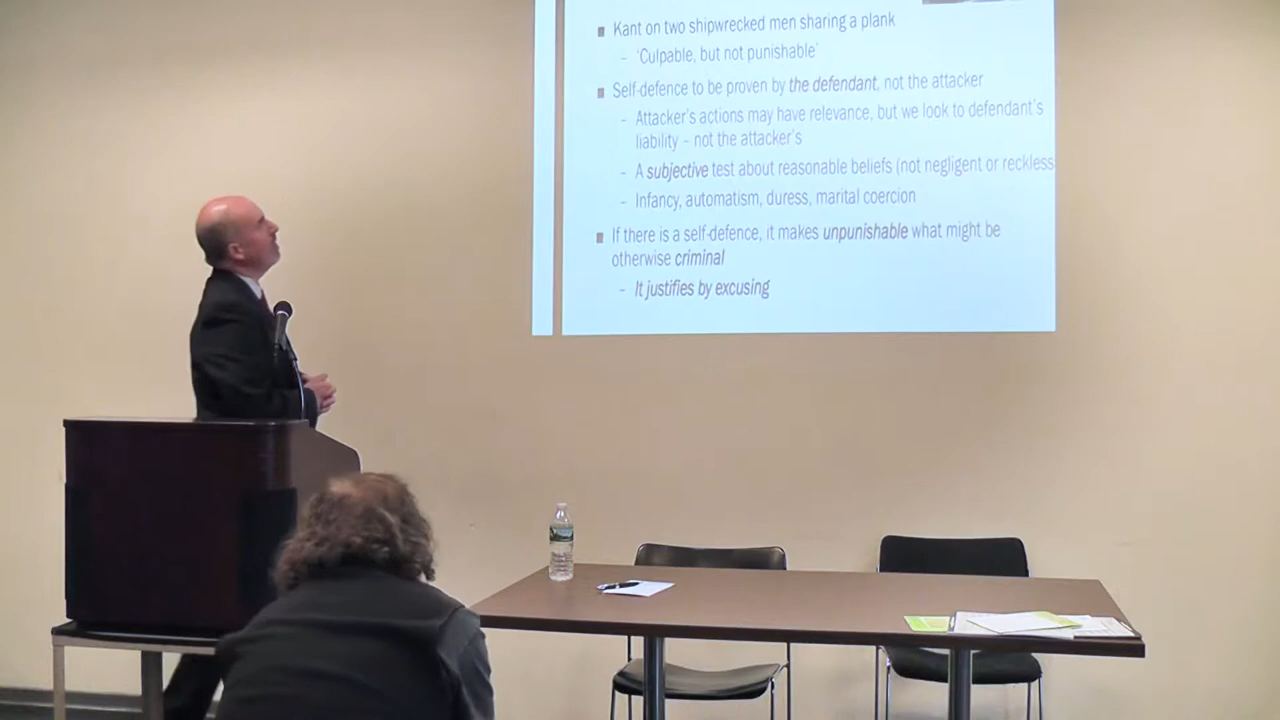 Kant on two shipwrecked men sharing a plank
– 'Culpable, but not punishable'
Self-defence to be proven by the defendant, not the attacker
– Attacker's actions may have relevance, but we look to defendant's
liability – not the attacker's
– A subjective test about reasonable beliefs (not negligent or reckless
– Infancy, automatism, duress, marital coercion
If there is a self-defence, it makes unpunishable what might be
otherwise criminal
– It justifies by excusing